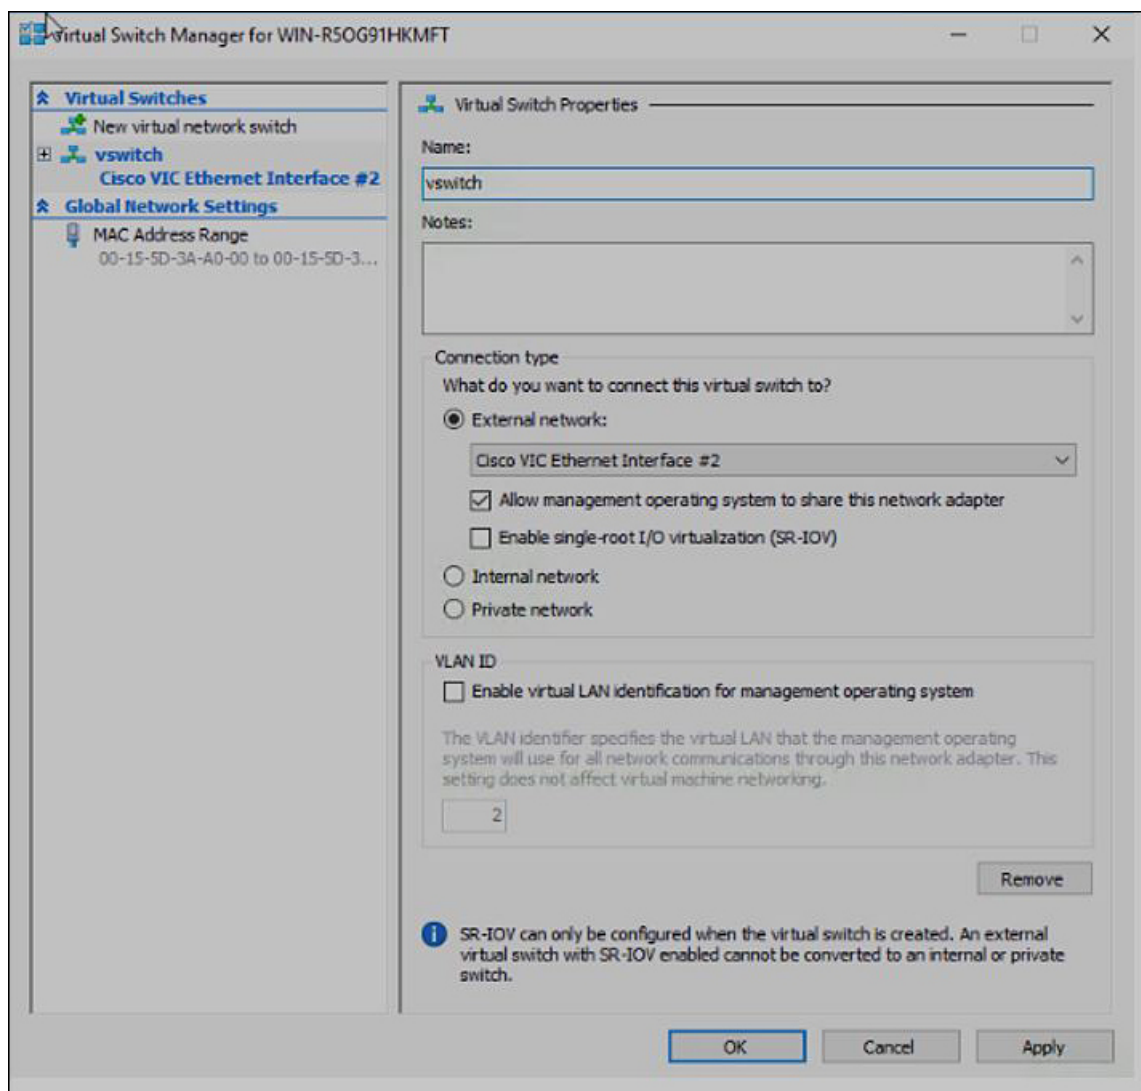 Virtual Switch Manager for WIN-R5OG91HKMFT
Virtual Switches
New virtual network switch
vswitch
Cisco VIC Ethernet Interface #2
Global Network Settings
MAC Address Range
00-15-5D-3A-A0-00 to 00-15-5D-3...
Virtual Switch Properties
Name:
vswitch
Notes:
Connection type
What do you want to connect this virtual switch to?
External network:
Cisco VIC Ethernet Interface #2
Allow management operating system to share this network adapter
Enable single-root I/O virtualization (SR-IOV)
Internal network
Private network
VLAN ID
Enable virtual LAN identification for management operating system
The VLAN identifier specifies the virtual LAN that the management operating
system will use for all network communications through this network adapter. This
setting does not affect virtual machine networking.
2
Remove
SR-IOV can only be configured when the virtual switch is created. An external
virtual switch with SR-IOV enabled cannot be converted to an internal or private
switch.
OK
Cancel
Apply